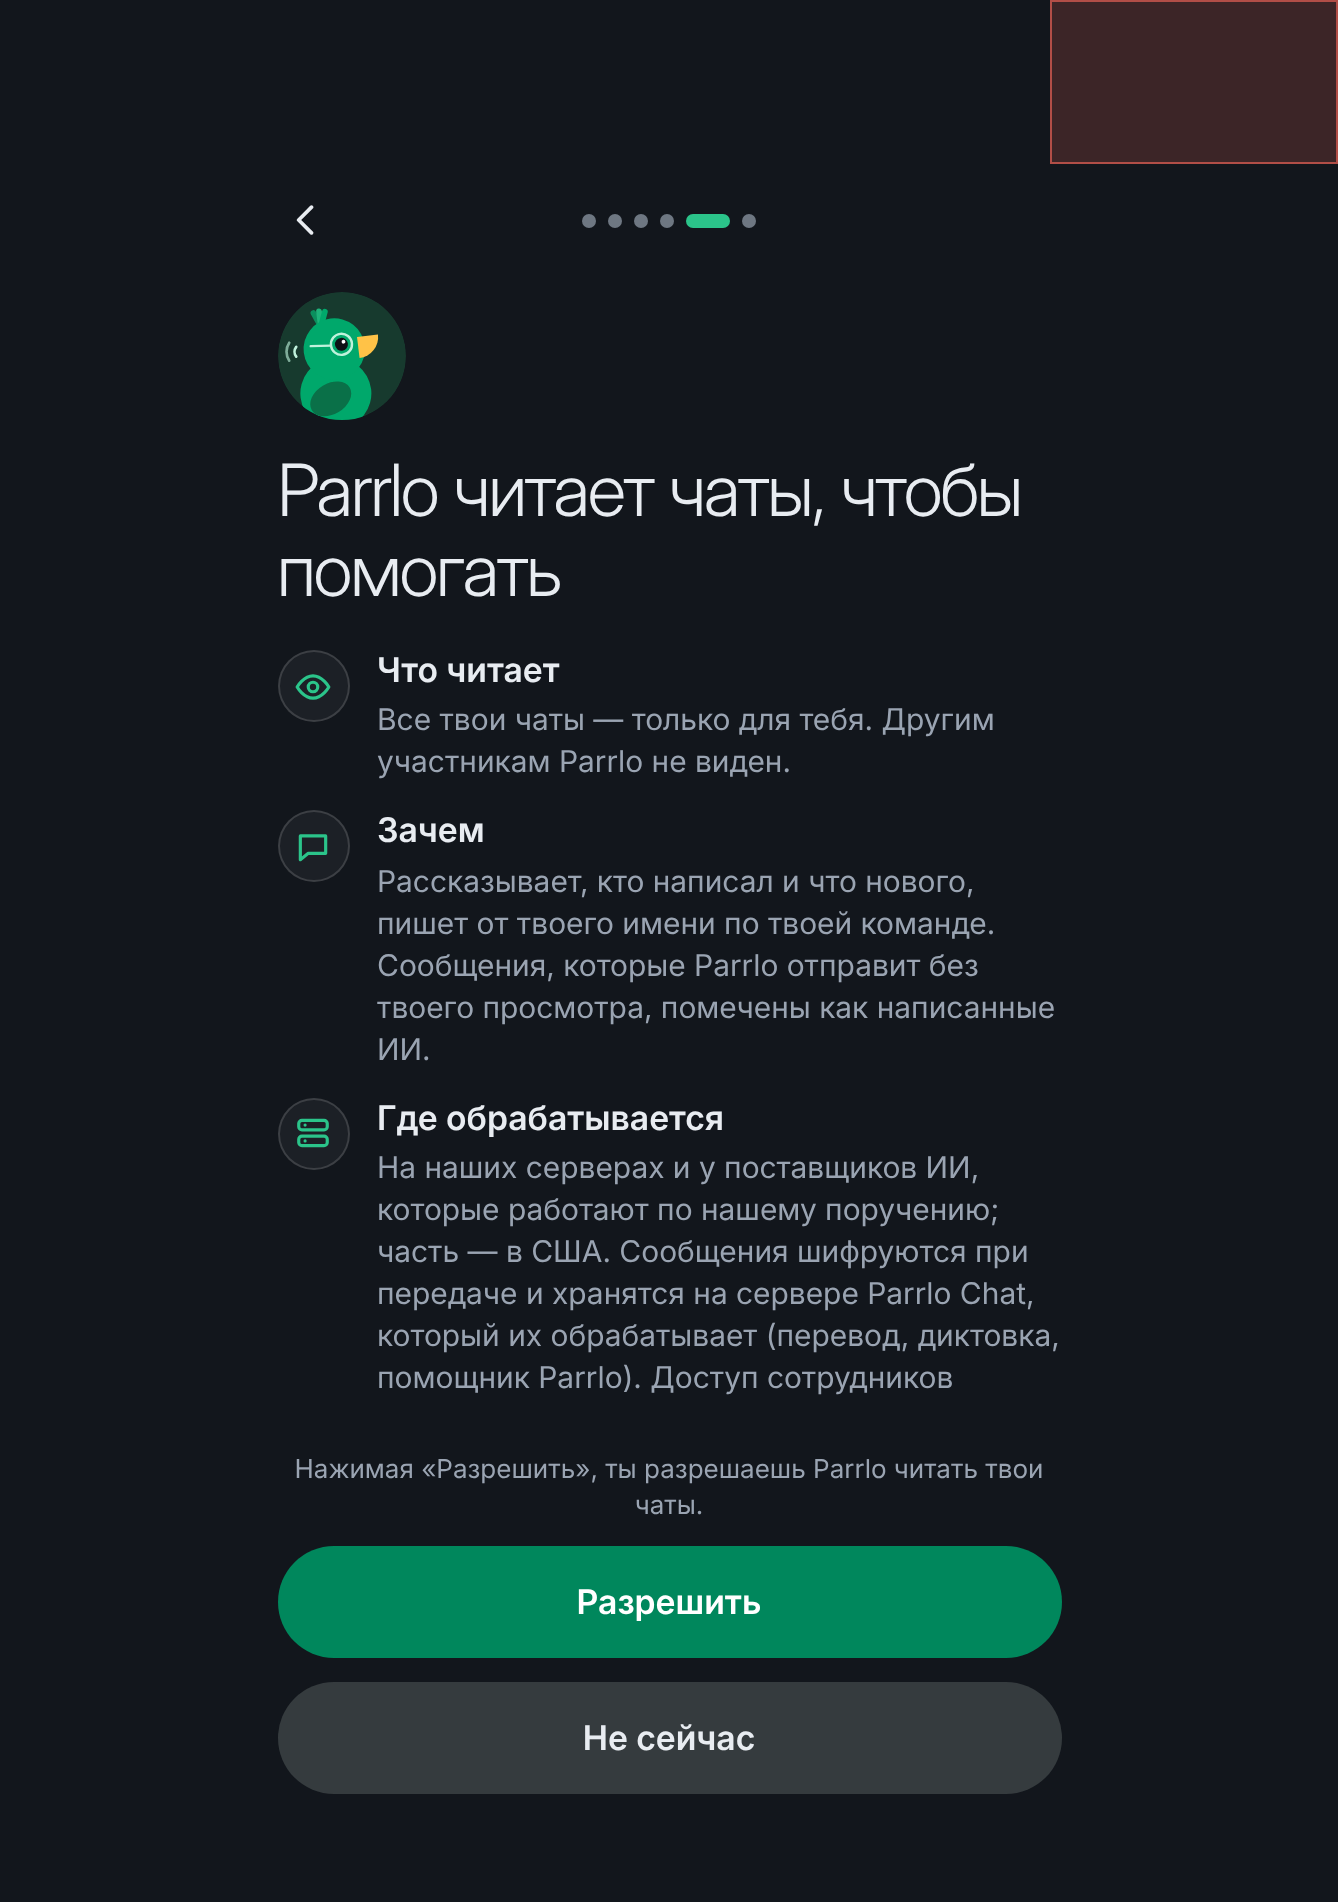 Parrlo читает чаты, чтобы
помогать
Что читает
Все твои чаты — только для тебя. Другим
участникам Parrlo не виден.
Зачем
Рассказывает, кто написал и что нового,
пишет от твоего имени по твоей команде.
Сообщения, которые Parrlo отправит без
твоего просмотра, помечены как написанные
ИИ.
Где обрабатывается
На наших серверах и у поставщиков ИИ,
которые работают по нашему поручению;
часть — в США. Сообщения шифруются при
передаче и хранятся на сервере Parrlo Chat,
который их обрабатывает (перевод, диктовка,
помощник Parrlo). Доступ сотрудников
Нажимая «Разрешить», ты разрешаешь Parrlo читать твои
чаты.
Разрешить
Не сейчас